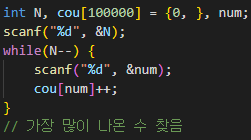 int N, cou[100000] = {0, }, num;
scanf("%d", &N);
while(N--) {
    scanf("%d", &num);
    cou[num]++;
}
// 가장 많이 나온 수 찾음